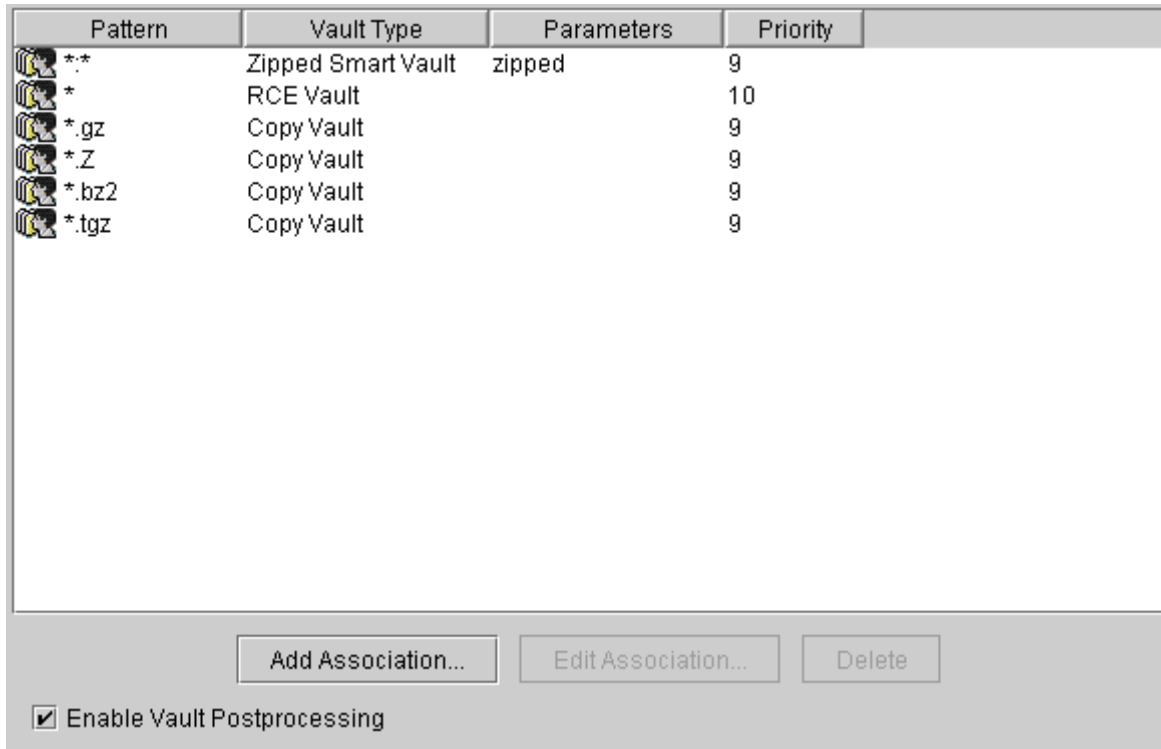 Pattern Vault Type Parameters Priority
*:* Zipped Smart Vault zipped 9
* RCE Vault 10
*.gz Copy Vault 9
*.Z Copy Vault 9
*.bz2 Copy Vault 9
*.tgz Copy Vault 9
Add Association... Edit Association... Delete
Enable Vault Postprocessing